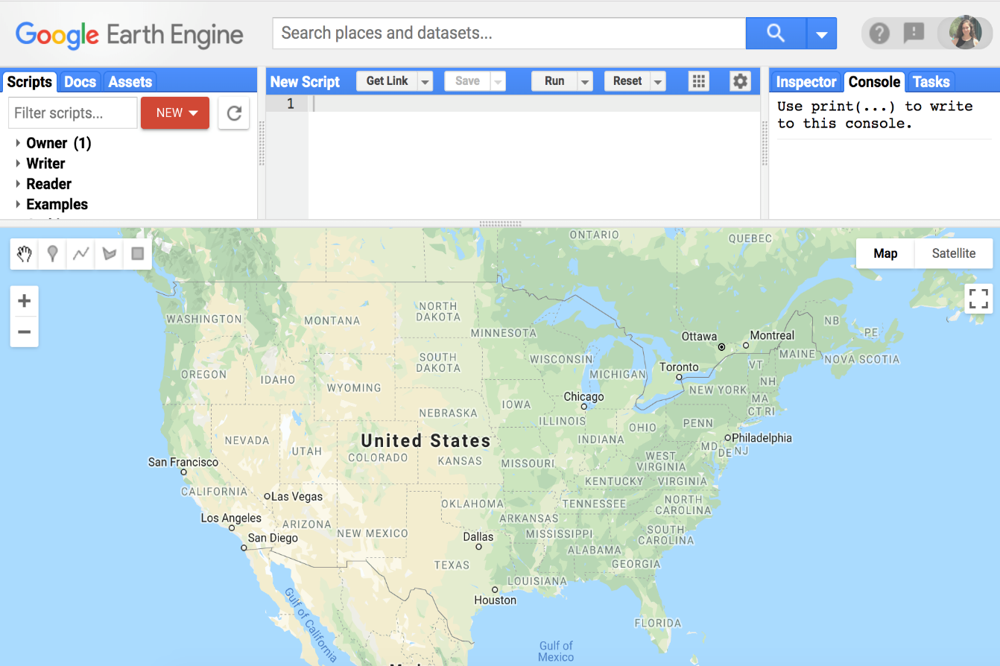 Google Earth Engine
Search places and datasets...
Scripts Docs Assets
New Script Get Link Save Run Reset
Inspector Console Tasks
Filter scripts... NEW
Owner (1)
Writer
Reader
Examples
1
Use print(...) to write
to this console.
Map Satellite
ONTARIO
QUEBEC
WASHINGTON
MONTANA
NORTH
DAKOTA
MINNESOTA
Ottawa
Montreal
NB
PE
SOUTH
DAKOTA
WISCONSIN
MICHIGAN
Toronto
VT
MAINE
NOVA SCOTIA
OREGON
IDAHO
WYOMING
NEW YORK
NH
MA
CT RI
Chicago
IOWA
NEBRASKA
ILLINOIS
INDIANA
OHIO
PENN
Philadelphia
MD
DE
NJ
NEVADA
UTAH
United States
COLORADO
KANSAS
MISSOURI
WEST
VIRGINIA
KENTUCKY
VIRGINIA
San Francisco
CALIFORNIA
Las Vegas
Los Angeles
San Diego
ARIZONA
NEW MEXICO
OKLAHOMA
ARKANSAS
TENNESSEE
NORTH
CAROLINA
SOUTH
CAROLINA
MISSISSIPPI
ALABAMA
GEORGIA
Dallas
TEXAS
LOUISIANA
Houston
FLORIDA
Gulf of California
Gulf of
Mexico